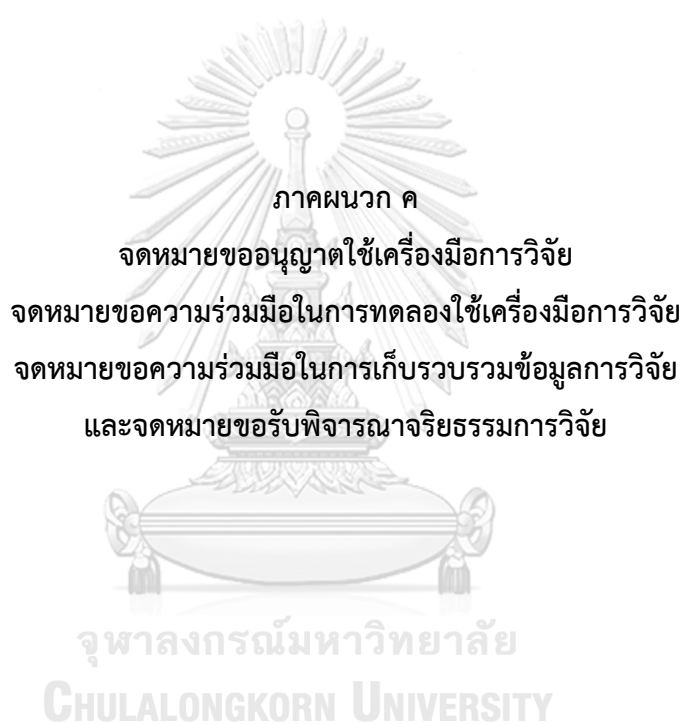 ภาคผนวก ค
จดหมายขออนุญาตใช้เครื่องมือการวิจัย
จดหมายขอความร่วมมือในการทดลองใช้เครื่องมือการวิจัย
จดหมายขอความร่วมมือในการเก็บรวบรวมข้อมูลการวิจัย
และจดหมายขอรับพิจารณาจริยธรรมการวิจัย
จุฬาลงกรณ์มหาวิทยาลัย
CHULALONGKORN UNIVERSITY